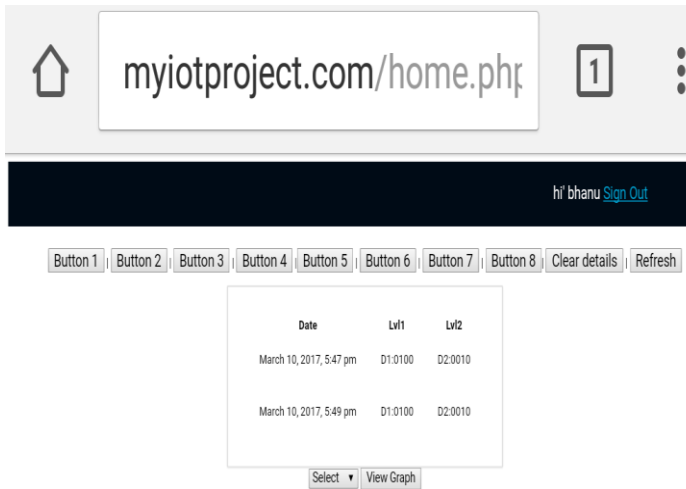 myiotproject.com/home.php
1
hi' bhanu Sign Out
Button 1 | Button 2 | Button 3 | Button 4 | Button 5 | Button 6 | Button 7 | Button 8 | Clear details | Refresh
Date Lvl1 Lvl2
March 10, 2017, 5:47 pm D1:0100 D2:0010
March 10, 2017, 5:49 pm D1:0100 D2:0010
Select ▼ View Graph